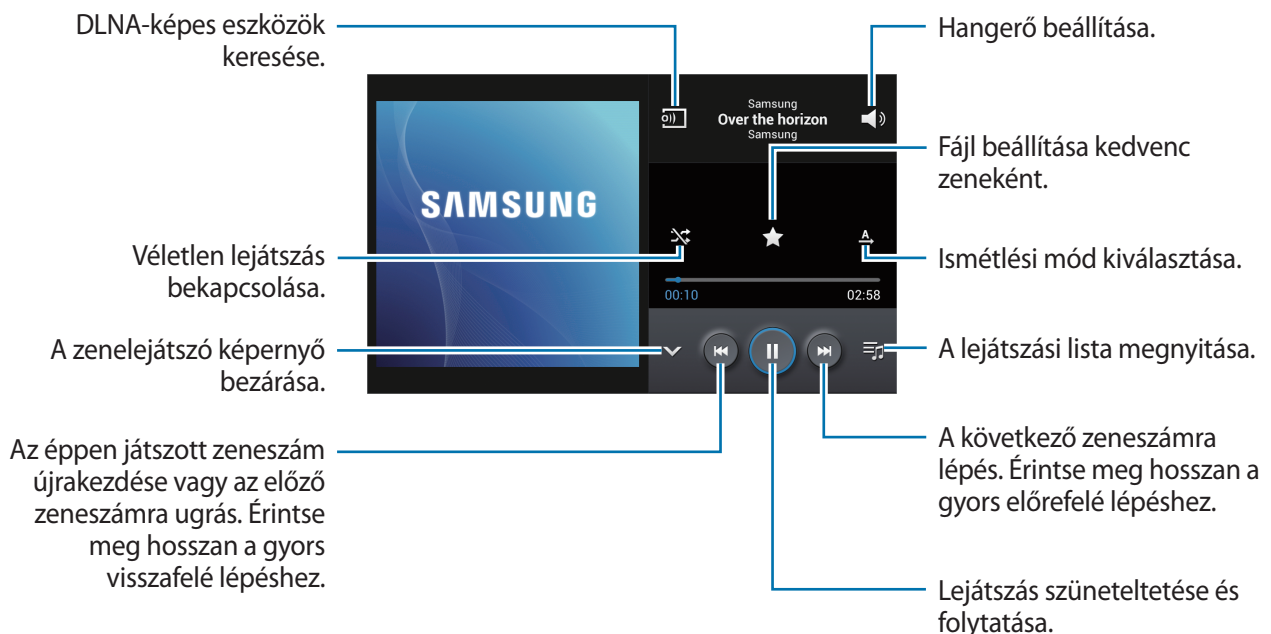 DLNA-képes eszközök
keresése.
Hangerő beállítása.
Samsung
Over the horizon
Samsung
Fájl beállítása kedvenc
zeneként.
SAMSUNG
Véletlen lejátszás
bekapcsolása.
A
Ismétlési mód kiválasztása.
00:10
02:58
A zenelejátszó képernyő
bezárása.
A lejátszási lista megnyitása.
Az éppen játszott zeneszám
újrakezdése vagy az előző
zeneszámra ugrás. Érintse
meg hosszan a gyors
visszafelé lépéshez.
A következő zeneszámra
lépés. Érintse meg hosszan a
gyors előrefelé lépéshez.
Lejátszás szüneteltetése és
folytatása.